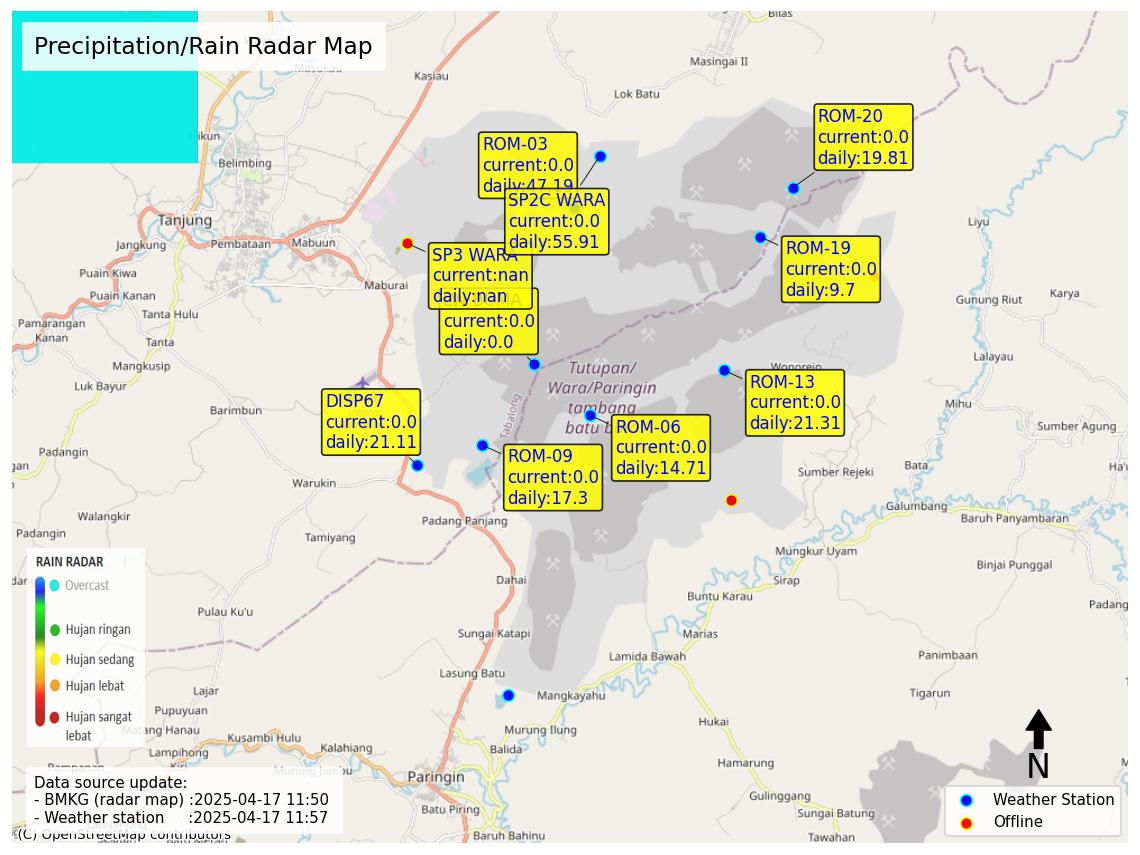 Precipitation/Rain Radar Map
Bilas
Masingai II
Kasiau
Lok Batu
Hikun
Belimbing
Tanjung
Jangkung
Pembataan
Mabuun
Puain Kiwa
Puain Kanan
Maburai
Tanta Hulu
Pamarangan
Kanan
Tanta
Mangkusip
Luk Bayur
Barimbun
Padangin
Warukin
Walangkir
Padangin
Tamiyang
Padang Panjang
Dahai
Pulau Ku'u
Sungai Katapi
Lasung Batu
Lajar
Pupuyuan
Matang Hanau
Lampihong
Kusambi Hulu
Kalahiang
Murung Jambu
Paringin
Batu Piring
Baruh Bahinu
Balida
Murung Ilung
Mangkayahu
Lamida Bawah
Marias
Buntu Karau
Sirap
Mungkur Uyam
Galumbang
Baruh Panyambaran
Binjai Punggal
Bata
Sumber Rejeki
Sumber Agung
Mihu
Lalayau
Wonorejo
Gunung Riut
Karya
Liyu
Padang
Panimbaan
Tigarun
Hukai
Hamarung
Gulinggang
Sungai Batung
Tawahan
Tabalong
Tutupan/
Wara/Paringin
tambang
batu b
ROM-03
current:0.0
daily:47.19
SP2C WARA
current:0.0
daily:55.91
ROM-20
current:0.0
daily:19.81
ROM-19
current:0.0
daily:9.7
SP3 WARA
current:nan
daily:nan
current:0.0
daily:0.0
ROM-13
current:0.0
daily:21.31
DISP67
current:0.0
daily:21.11
ROM-06
current:0.0
daily:14.71
ROM-09
current:0.0
daily:17.3
RAIN RADAR
Overcast
Hujan ringan
Hujan sedang
Hujan lebat
Hujan sangat
lebat
Data source update:
- BMKG (radar map) :2025-04-17 11:50
- Weather station :2025-04-17 11:57
(C) OpenStreetMap contributors
N
Weather Station
Offline